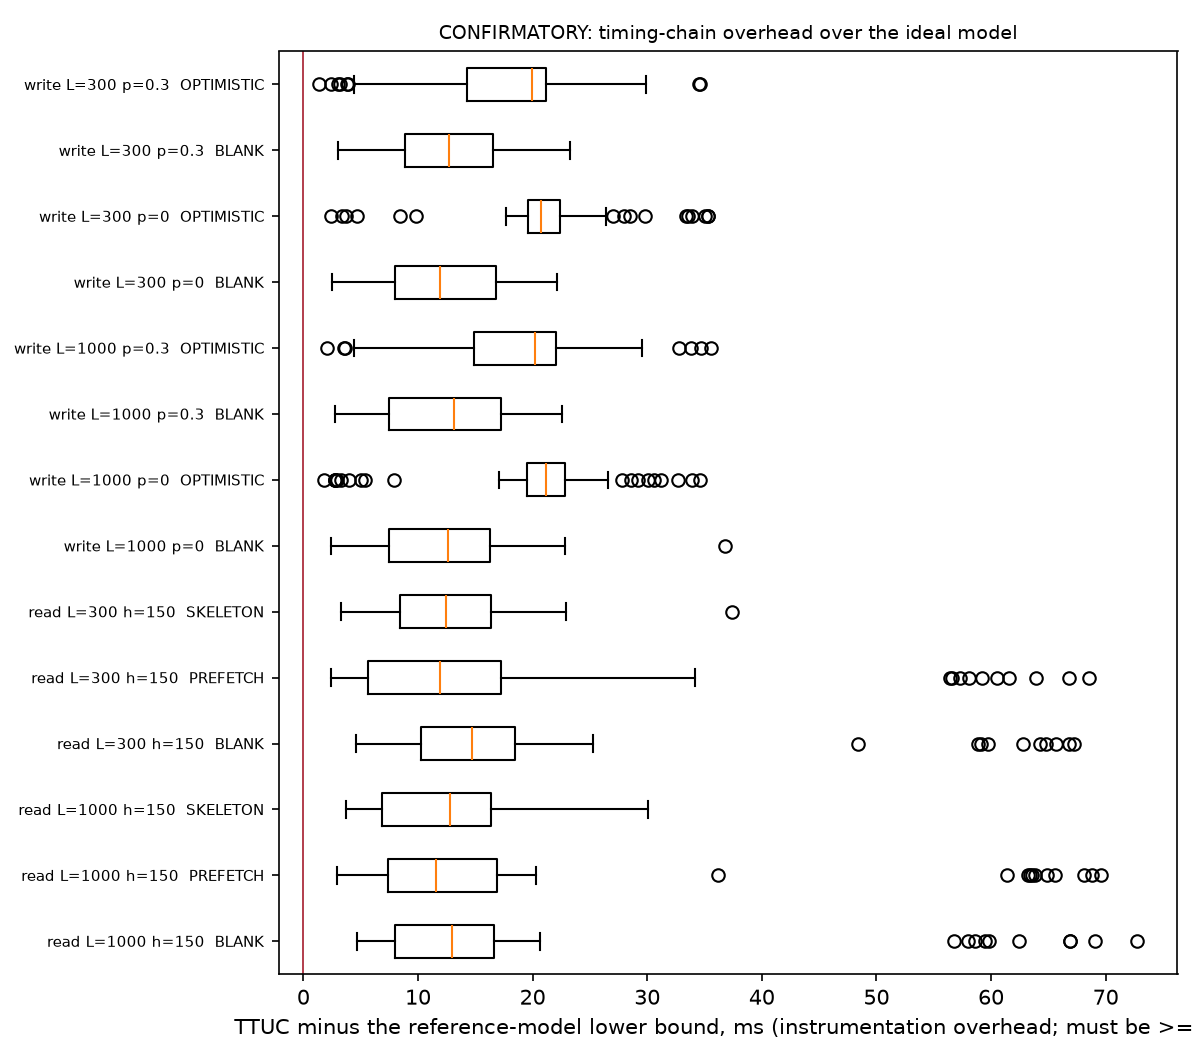 CONFIRMATORY: timing-chain overhead over the ideal model
write L=300 p=0.3 OPTIMISTIC
write L=300 p=0.3 BLANK
write L=300 p=0 OPTIMISTIC
write L=300 p=0 BLANK
write L=1000 p=0.3 OPTIMISTIC
write L=1000 p=0.3 BLANK
write L=1000 p=0 OPTIMISTIC
write L=1000 p=0 BLANK
read L=300 h=150 SKELETON
read L=300 h=150 PREFETCH
read L=300 h=150 BLANK
read L=1000 h=150 SKELETON
read L=1000 h=150 PREFETCH
read L=1000 h=150 BLANK
0 10 20 30 40 50 60 70
TTUC minus the reference-model lower bound, ms (instrumentation overhead; must be >=